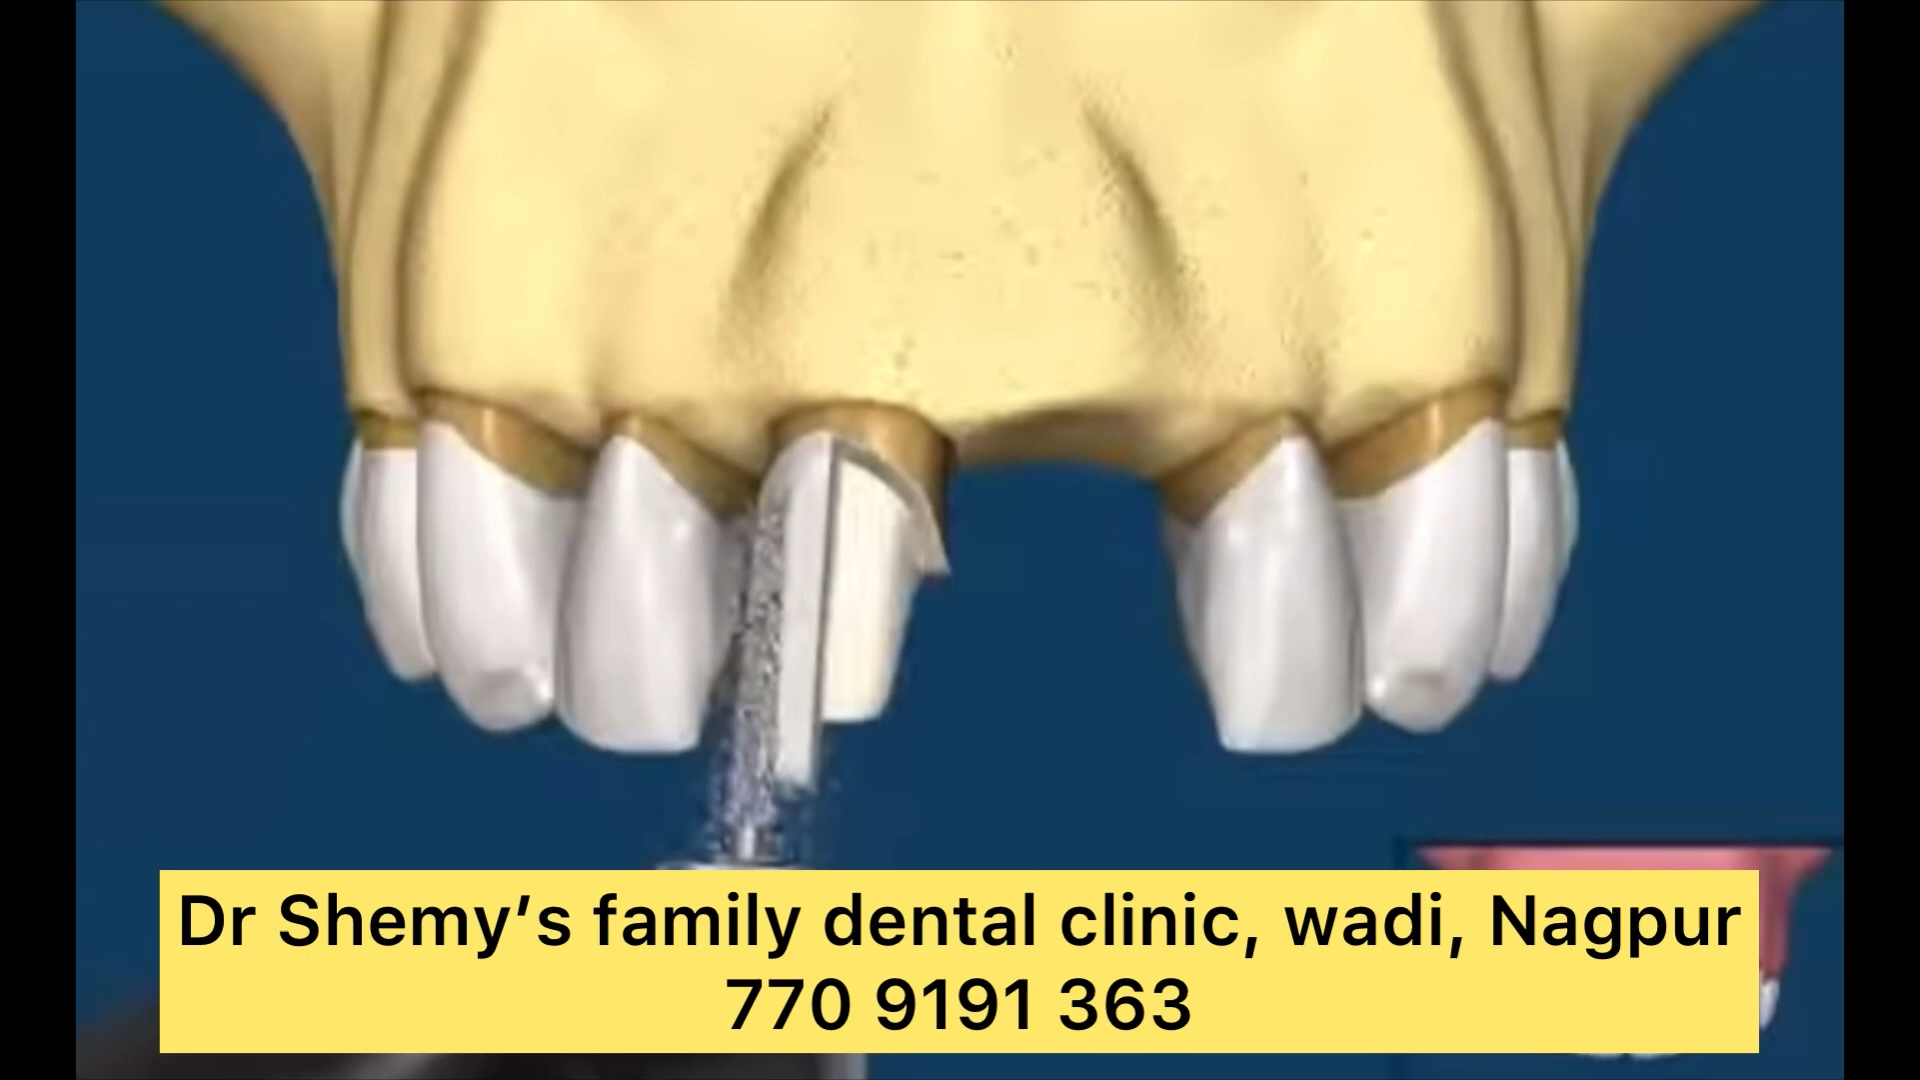 Dr Shemy’s family dental clinic, wadi, Nagpur
770 9191 363